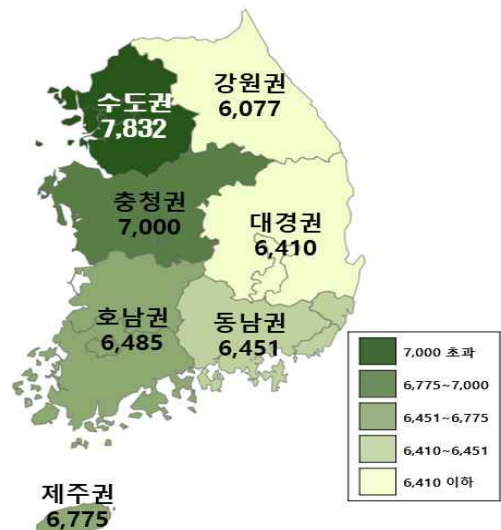 강원권
6,077
수도권
7,832
충청권
7,000
대경권
6,410
호남권
6,485
동남권
6,451
제주권
6,775
7,000 초과
6,775~7,000
6,451~6,775
6,410~6,451
6,410 이하